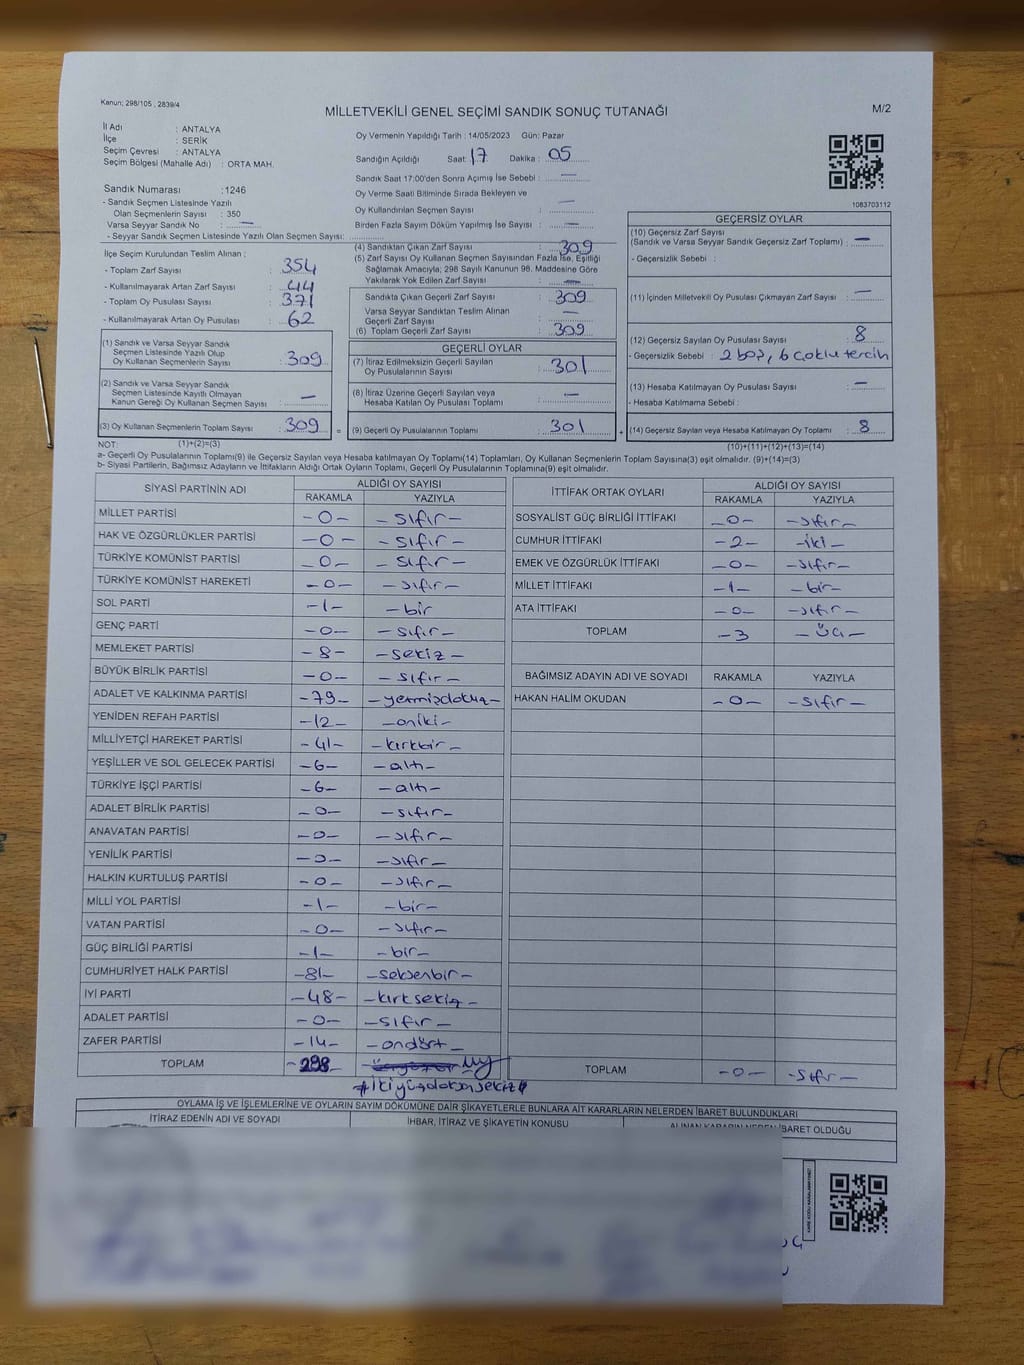 Kanun; 298/105 , 2839/4
MİLLETVEKİLİ GENEL SEÇİMİ SANDIK SONUÇ TUTANAĞI
M/2
İl Adı : ANTALYA
İlçe : SERİK
Seçim Çevresi : ANTALYA
Seçim Bölgesi (Mahalle Adı) : ORTA MAH.
Sandık Numarası :1246
- Sandık Seçmen Listesinde Yazılı
Olan Seçmenlerin Sayısı : 350
Varsa Seyyar Sandık No : —
- Seyyar Sandık Seçmen Listesinde Yazılı Olan Seçmen Sayısı:
Oy Vermenin Yapıldığı Tarih : 14/05/2023 Gün: Pazar
Sandığın Açıldığı Saat : 17 Dakika : 05
Sandık Saat 17:00'den Sonra Açımış İse Sebebi : —
Oy Verme Saati Bitiminde Sırada Bekleyen ve
Oy Kullandırılan Seçmen Sayısı : —
Birden Fazla Sayım Döküm Yapılmış İse Sayısı : —
1083703112
İlçe Seçim Kurulundan Teslim Alınan ;
- Toplam Zarf Sayısı : 354
- Kullanılmayarak Artan Zarf Sayısı : 44
- Toplam Oy Pusulası Sayısı : 371
- Kullanılmayarak Artan Oy Pusulası : 62
(1) Sandık ve Varsa Seyyar Sandık
Seçmen Listesinde Yazılı Olup
Oy Kullanan Seçmenlerin Sayısı : 309
(2) Sandık ve Varsa Seyyar Sandık
Seçmen Listesinde Kayıtlı Olmayan
Kanun Gereği Oy Kullanan Seçmen Sayısı : —
(3) Oy Kullanan Seçmenlerin Toplam Sayısı : 309
(1)+(2)=(3)
(4) Sandıktan Çıkan Zarf Sayısı : 309
(5) Zarf Sayısı Oy Kullanan Seçmen Sayısından Fazla İse, Eşitliği
Sağlamak Amacıyla; 298 Sayılı Kanunun 98. Maddesine Göre
Yakılarak Yok Edilen Zarf Sayısı : —
Sandıkta Çıkan Geçerli Zarf Sayısı : 309
Varsa Seyyar Sandıktan Teslim Alınan
Geçerli Zarf Sayısı : —
(6) Toplam Geçerli Zarf Sayısı : 309
GEÇERLİ OYLAR
(7) İtiraz Edilmeksizin Geçerli Sayılan
Oy Pusulalarının Sayısı : 301
(8) İtiraz Üzerine Geçerli Sayılan veya
Hesaba Katılan Oy Pusulası Toplamı : —
= (9) Geçerli Oy Pusulalarının Toplamı : 301 +
GEÇERSİZ OYLAR
(10) Geçersiz Zarf Sayısı
(Sandık ve Varsa Seyyar Sandık Geçersiz Zarf Toplamı) : —
- Geçersizlik Sebebi :
(11) İçinden Milletvekili Oy Pusulası Çıkmayan Zarf Sayısı : —
(12) Geçersiz Sayılan Oy Pusulası Sayısı : 8
- Geçersizlik Sebebi : 2 boş, 6 çoklu tercih
(13) Hesaba Katılmayan Oy Pusulası Sayısı : —
- Hesaba Katılmama Sebebi :
(14) Geçersiz Sayılan veya Hesaba Katılmayan Oy Toplamı : 8
(10)+(11)+(12)+(13)=(14)
NOT:
a- Geçerli Oy Pusulalarının Toplamı(9) ile Geçersiz Sayılan veya Hesaba katılmayan Oy Toplamı(14) Toplamları, Oy Kullanan Seçmenlerin Toplam Sayısına(3) eşit olmalıdır. (9)+(14)=(3)
b- Siyasi Partilerin, Bağımsız Adayların ve İttifakların Aldığı Ortak Oyların Toplamı, Geçerli Oy Pusulalarının Toplamına(9) eşit olmalıdır.
SİYASİ PARTİNİN ADI ALDIĞI OY SAYISI
RAKAMLA YAZIYLA
MİLLET PARTİSİ -0- -sıfır-
HAK VE ÖZGÜRLÜKLER PARTİSİ -0- -sıfır-
TÜRKİYE KOMÜNİST PARTİSİ -0- -sıfır-
TÜRKİYE KOMÜNİST HAREKETİ -0- -sıfır-
SOL PARTİ -1- -bir
GENÇ PARTİ -0- -sıfır-
MEMLEKET PARTİSİ -8- -sekiz-
BÜYÜK BİRLİK PARTİSİ -0- -sıfır-
ADALET VE KALKINMA PARTİSİ -79- -yetmişdokuz-
YENİDEN REFAH PARTİSİ -12- -oniki-
MİLLİYETÇİ HAREKET PARTİSİ -41- -kırkbir-
YEŞİLLER VE SOL GELECEK PARTİSİ -6- -altı-
TÜRKİYE İŞÇİ PARTİSİ -6- -altı-
ADALET BİRLİK PARTİSİ -0- -sıfır-
ANAVATAN PARTİSİ -0- -sıfır-
YENİLİK PARTİSİ -0- -sıfır-
HALKIN KURTULUŞ PARTİSİ -0- -sıfır-
MİLLİ YOL PARTİSİ -1- -bir-
VATAN PARTİSİ -0- -sıfır-
GÜÇ BİRLİĞİ PARTİSİ -1- -bir-
CUMHURİYET HALK PARTİSİ -81- -seksenbir-
İYİ PARTİ -48- -kırksekiz-
ADALET PARTİSİ -0- -sıfır-
ZAFER PARTİSİ -14- -ondört-
TOPLAM -298-
ikiyüzdoksansekiz
İTTİFAK ORTAK OYLARI ALDIĞI OY SAYISI
RAKAMLA YAZIYLA
SOSYALİST GÜÇ BİRLİĞİ İTTİFAKI -0- -sıfır-
CUMHUR İTTİFAKI -2- -iki-
EMEK VE ÖZGÜRLÜK İTTİFAKI -0- -sıfır-
MİLLET İTTİFAKI -1- -bir-
ATA İTTİFAKI -0- -sıfır-
TOPLAM -3 -üç-
BAĞIMSIZ ADAYIN ADI VE SOYADI RAKAMLA YAZIYLA
HAKAN HALİM OKUDAN -0- -sıfır-
TOPLAM -0- -sıfır-
OYLAMA İŞ VE İŞLEMLERİNE VE OYLARIN SAYIM DÖKÜMÜNE DAİR ŞİKAYETLERLE BUNLARA AİT KARARLARIN NELERDEN İBARET BULUNDUKLARI
İTİRAZ EDENİN ADI VE SOYADI İHBAR, İTİRAZ VE ŞİKAYETİN KONUSU ALINAN KARARIN NEDEN İBARET OLDUĞU